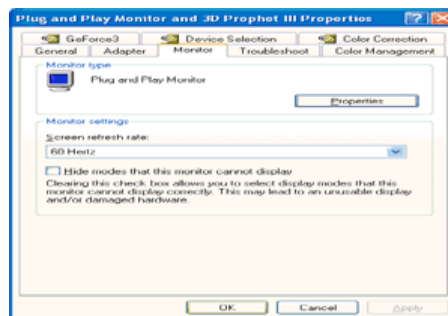 Plug and Play Monitor and 3D Prophet III Properties
GeForce3 Device Selection Color Correction
General Adapter Monitor Troubleshoot Color Management
Monitor type
Plug and Play Monitor
Properties
Monitor settings
Screen refresh rate:
60 Hertz
Hide modes that this monitor cannot display
Clearing this check box allows you to select display modes that this
monitor cannot display correctly. This may lead to an unusable display
and/or damaged hardware.
OK Cancel Apply